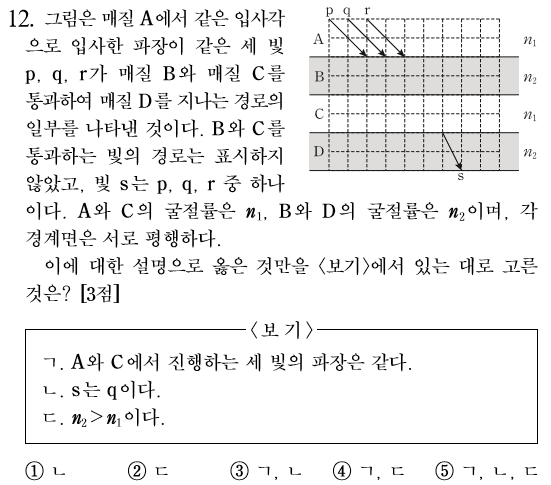 12. 그림은 매질 A에서 같은 입사각
으로 입사한 파장이 같은 세 빛
p, q, r가 매질 B와 매질 C를
통과하여 매질 D를 지나는 경로의
일부를 나타낸 것이다. B와 C를
통과하는 빛의 경로는 표시하지
않았고, 빛 s는 p, q, r 중 하나
이다. A와 C의 굴절률은 n₁, B와 D의 굴절률은 n₂이며, 각
경계면은 서로 평행하다.
p q r
A n₁
B n₂
C n₁
D n₂
s
이에 대한 설명으로 옳은 것만을 <보기>에서 있는 대로 고른
것은? [3점]
<보 기>
ㄱ. A와 C에서 진행하는 세 빛의 파장은 같다.
ㄴ. s는 q이다.
ㄷ. n₂>n₁이다.
① ㄴ ② ㄷ ③ ㄱ, ㄴ ④ ㄱ, ㄷ ⑤ ㄱ, ㄴ, ㄷ